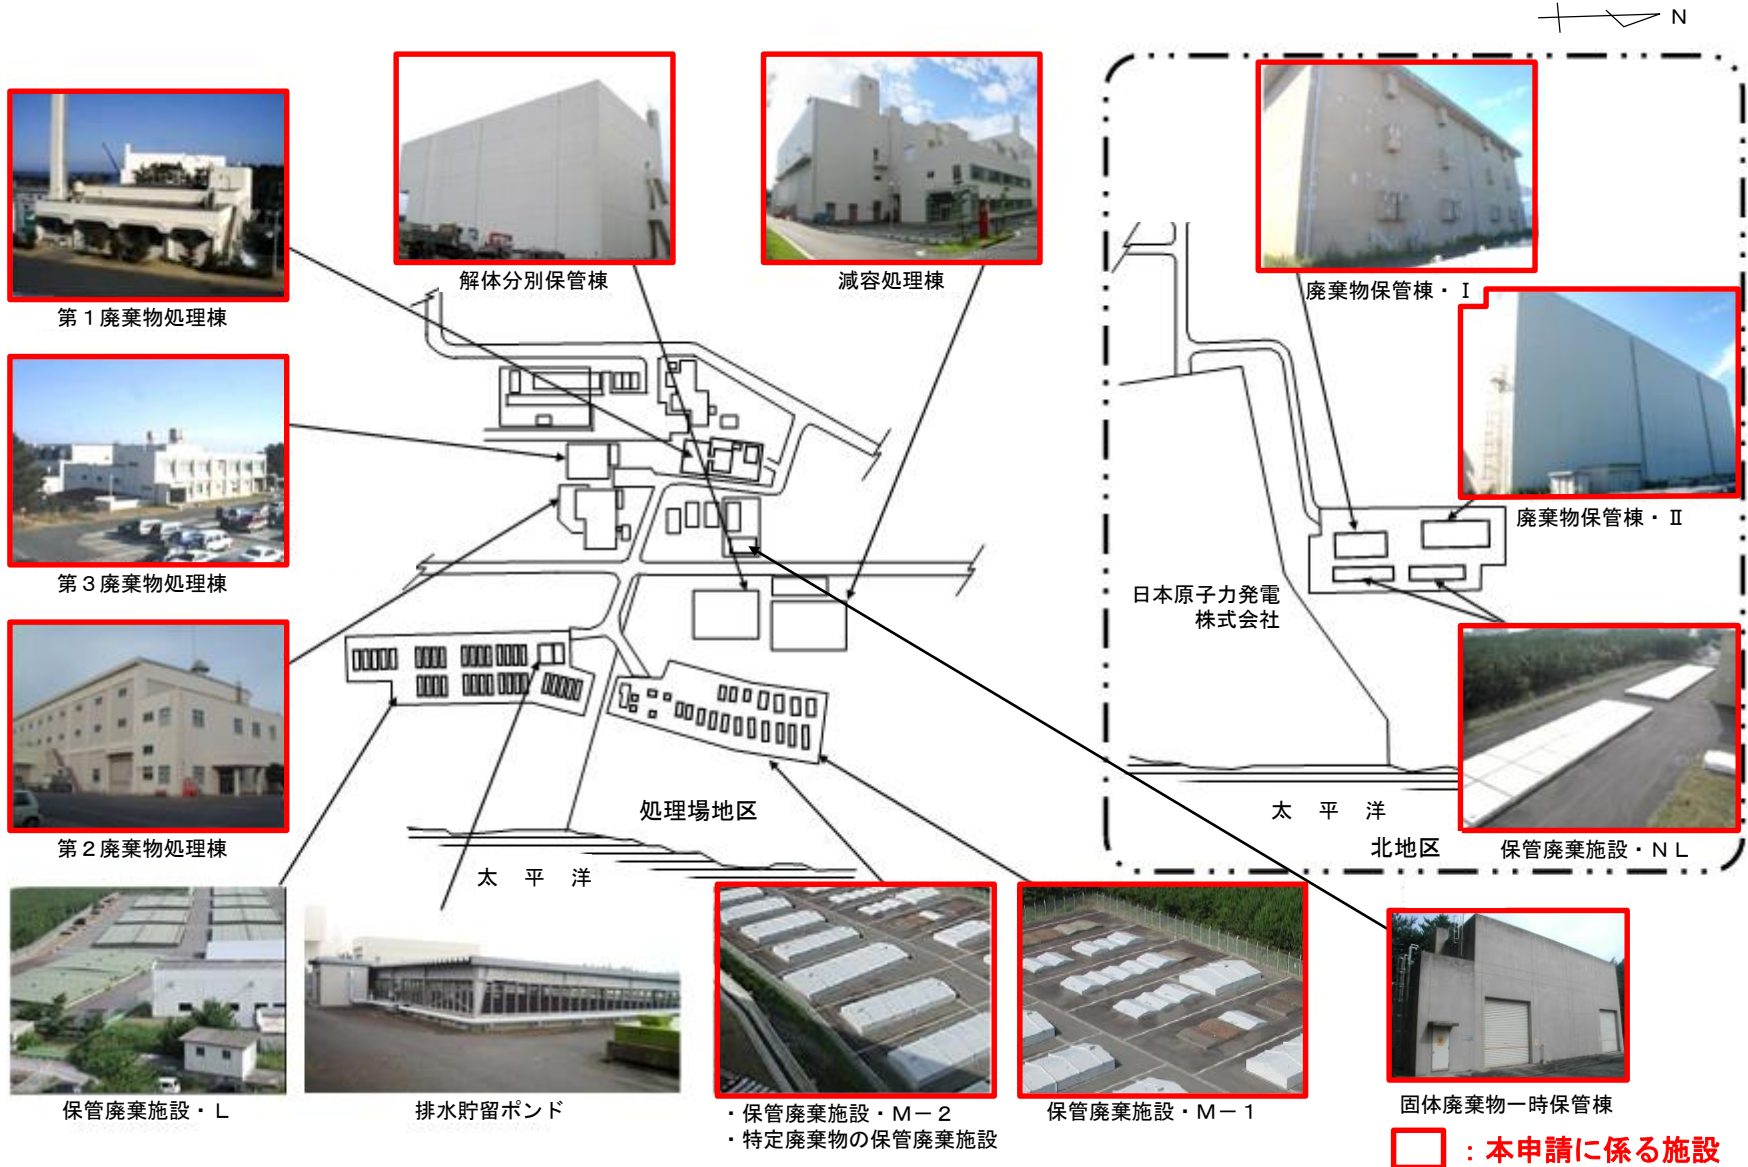 N
第１廃棄物処理棟
解体分別保管棟
減容処理棟
廃棄物保管棟・Ⅰ
廃棄物保管棟・Ⅱ
第３廃棄物処理棟
日本原子力発電
株式会社
第２廃棄物処理棟
処理場地区
太　平　洋
太　平　洋
北地区
保管廃棄施設・ＮＬ
保管廃棄施設・Ｌ
排水貯留ポンド
・保管廃棄施設・Ｍ－２
・特定廃棄物の保管廃棄施設
保管廃棄施設・Ｍ－１
固体廃棄物一時保管棟
：本申請に係る施設